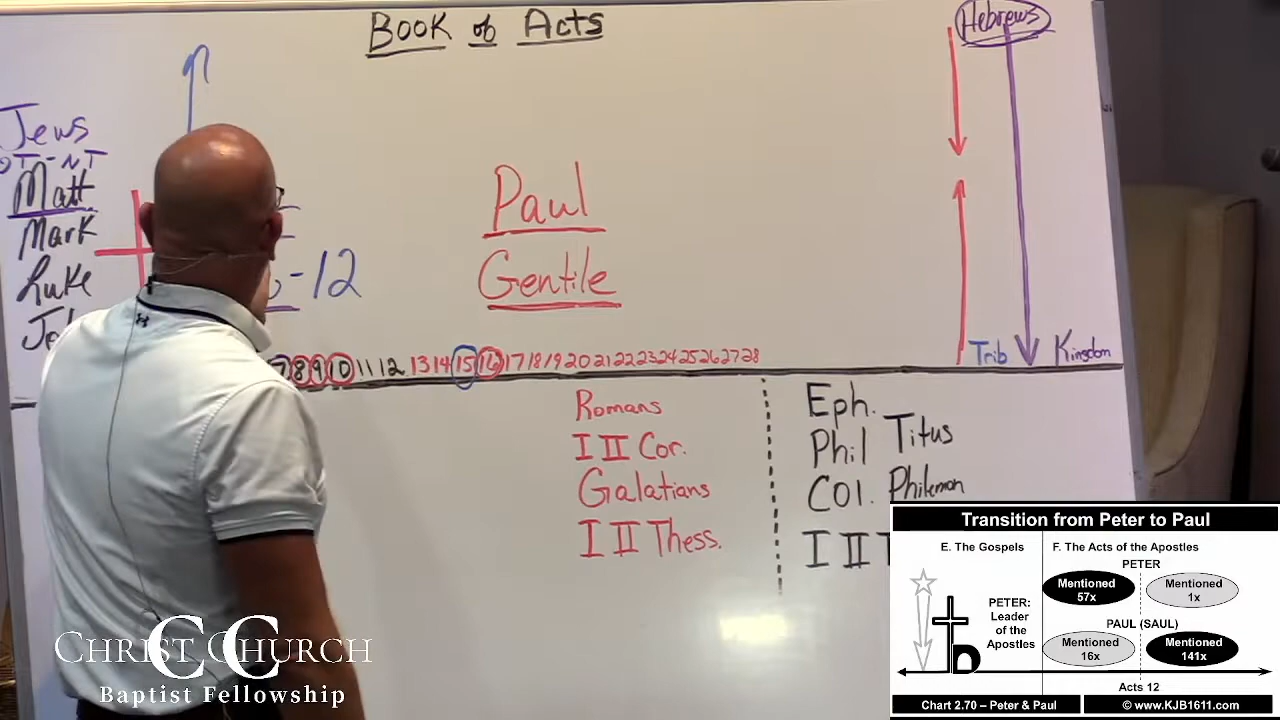 Book of Acts
Hebrews
Jews
OT-NT
Matt
Mark
Luke
-12
Paul
Gentile
7 8 9 10 11 12 13 14 15 16 17 18 19 20 21 22 23 24 25 26 27 28
Trib
Kingdom
Romans
I II Cor.
Galatians
I II Thess.
Eph.
Phil
Titus
COl.
Philemon
I II
CHRIST CHURCH
CC
Baptist Fellowship
Transition from Peter to Paul
E. The Gospels
F. The Acts of the Apostles
PETER
Mentioned
57x
Mentioned
1x
PETER:
Leader
of the
Apostles
PAUL (SAUL)
Mentioned
16x
Mentioned
141x
Acts 12
Chart 2.70 – Peter & Paul
© www.KJB1611.com